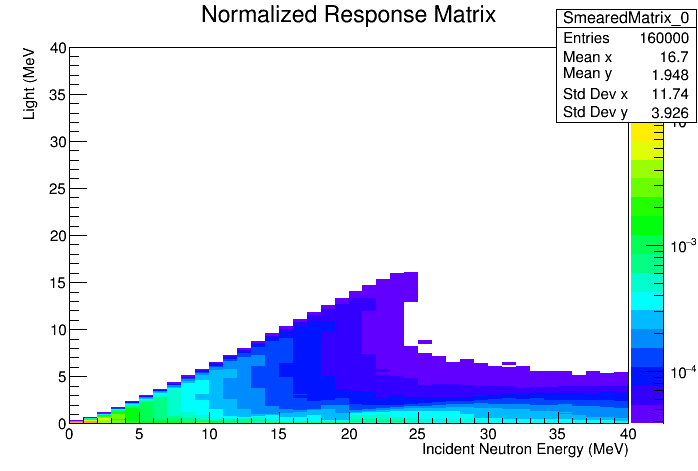 Normalized Response Matrix
SmearedMatrix_0
Entries 160000
Mean x 16.7
Mean y 1.948
Std Dev x 11.74
Std Dev y 3.926
Light (MeV
40
35
30
25
20
15
10
5
0
0 5 10 15 20 25 30 35 40
Incident Neutron Energy (MeV)
10⁻³
10⁻⁴